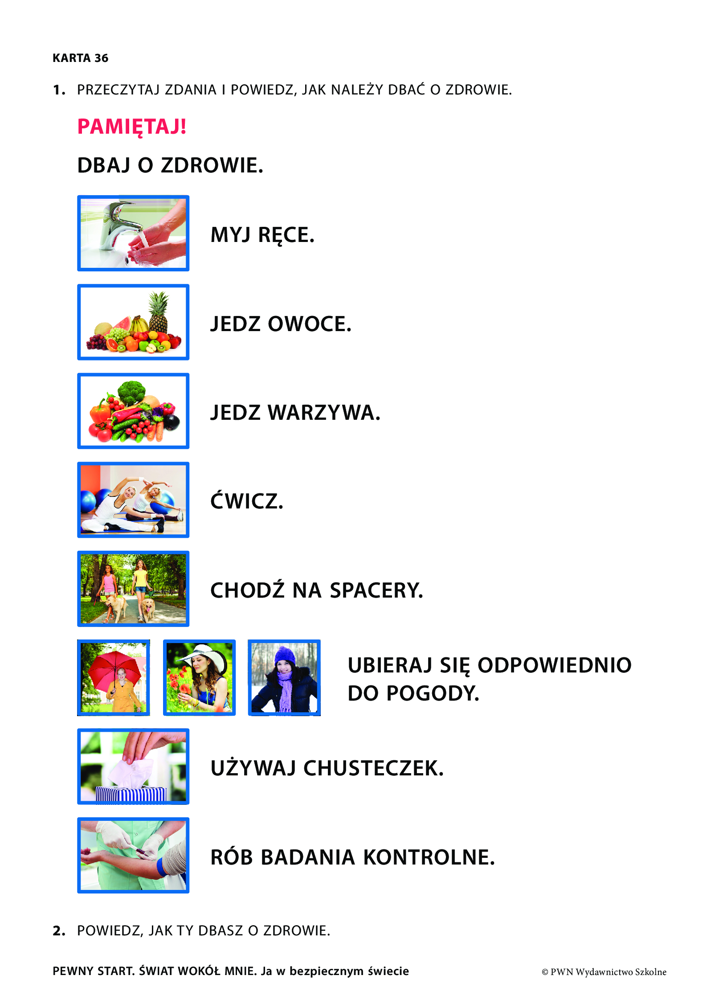 KARTA 36
1. PRZECZYTAJ ZDANIA I POWIEDZ, JAK NALEŻY DBAĆ O ZDROWIE.
PAMIĘTAJ!
DBAJ O ZDROWIE.
MYJ RĘCE.
JEDZ OWOCE.
JEDZ WARZYWA.
ĆWICZ.
CHODŹ NA SPACERY.
UBIERAJ SIĘ ODPOWIEDNIO
DO POGODY.
UŻYWAJ CHUSTECZEK.
RÓB BADANIA KONTROLNE.
2. POWIEDZ, JAK TY DBASZ O ZDROWIE.
PEWNY START. ŚWIAT WOKÓŁ MNIE. Ja w bezpiecznym świecie
© PWN Wydawnictwo Szkolne